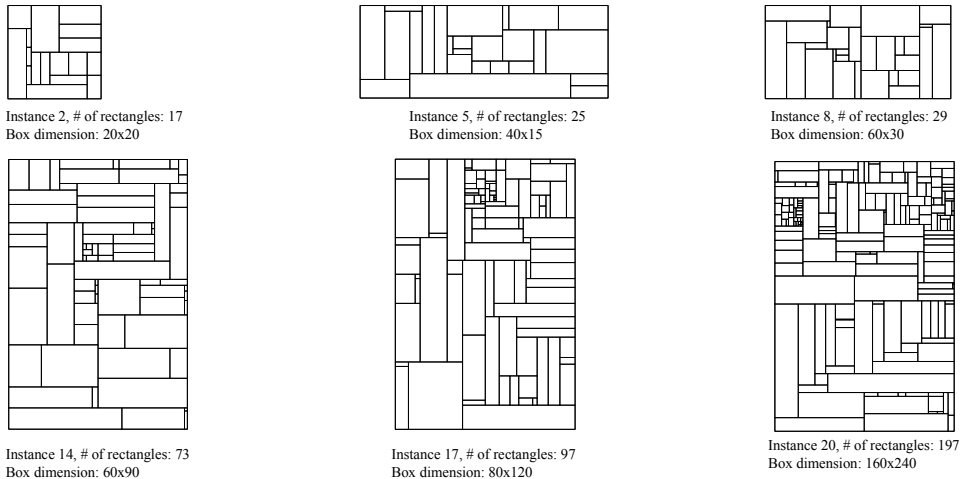 Instance 2, # of rectangles: 17
Box dimension: 20x20
Instance 5, # of rectangles: 25
Box dimension: 40x15
Instance 8, # of rectangles: 29
Box dimension: 60x30
Instance 14, # of rectangles: 73
Box dimension: 60x90
Instance 17, # of rectangles: 97
Box dimension: 80x120
Instance 20, # of rectangles: 197
Box dimension: 160x240